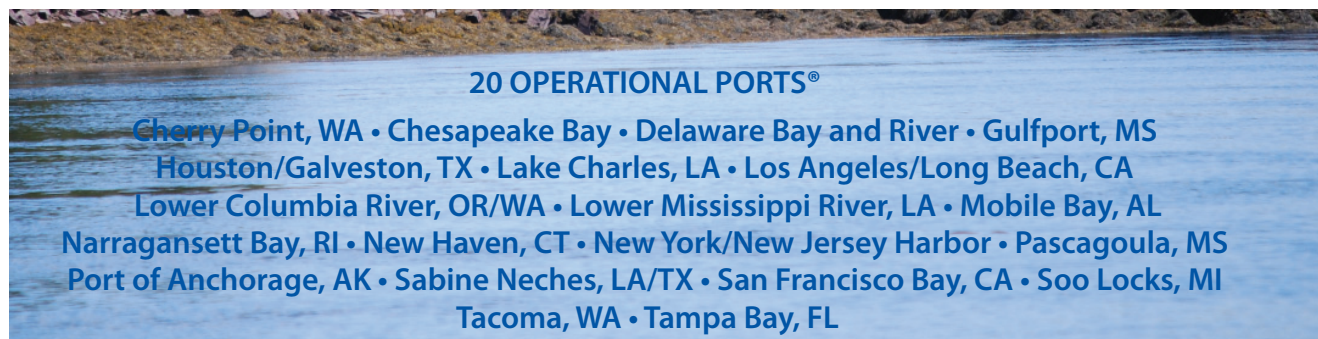 20 OPERATIONAL PORTS®
Cherry Point, WA • Chesapeake Bay • Delaware Bay and River • Gulfport, MS
Houston/Galveston, TX • Lake Charles, LA • Los Angeles/Long Beach, CA
Lower Columbia River, OR/WA • Lower Mississippi River, LA • Mobile Bay, AL
Narragansett Bay, RI • New Haven, CT • New York/New Jersey Harbor • Pascagoula, MS
Port of Anchorage, AK • Sabine Neches, LA/TX • San Francisco Bay, CA • Soo Locks, MI
Tacoma, WA • Tampa Bay, FL